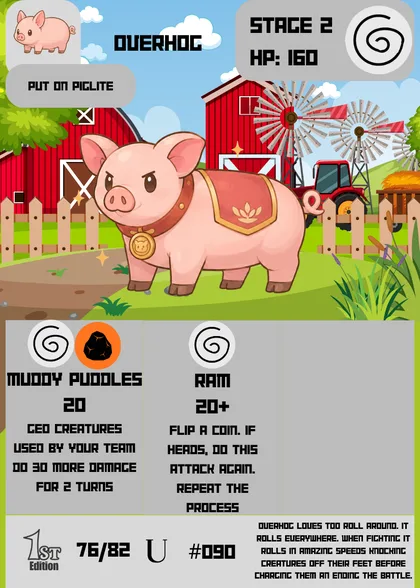 OVERHOG
STAGE 2
HP: 160
PUT ON PIGLITE
MUDDY PUDDLES
20
GEO CREATURES
USED BY YOUR TEAM
DO 30 MORE DAMAGE
FOR 2 TURNS
RAM
20+
FLIP A COIN. IF
HEADS, DO THIS
ATTACK AGAIN.
REPEAT THE
PROCESS
1ST
Edition
76/82
U
#090
OVERHOG LOVES TOO ROLL AROUND. IT
ROLLS EVERYWHERE. WHEN FIGHTING IT
ROLLS IN AMAZING SPEEDS KNOCKING
CREATURES OFF THEIR FEET BEFORE
CHARGING THEM AN ENDING THE BATTLE.